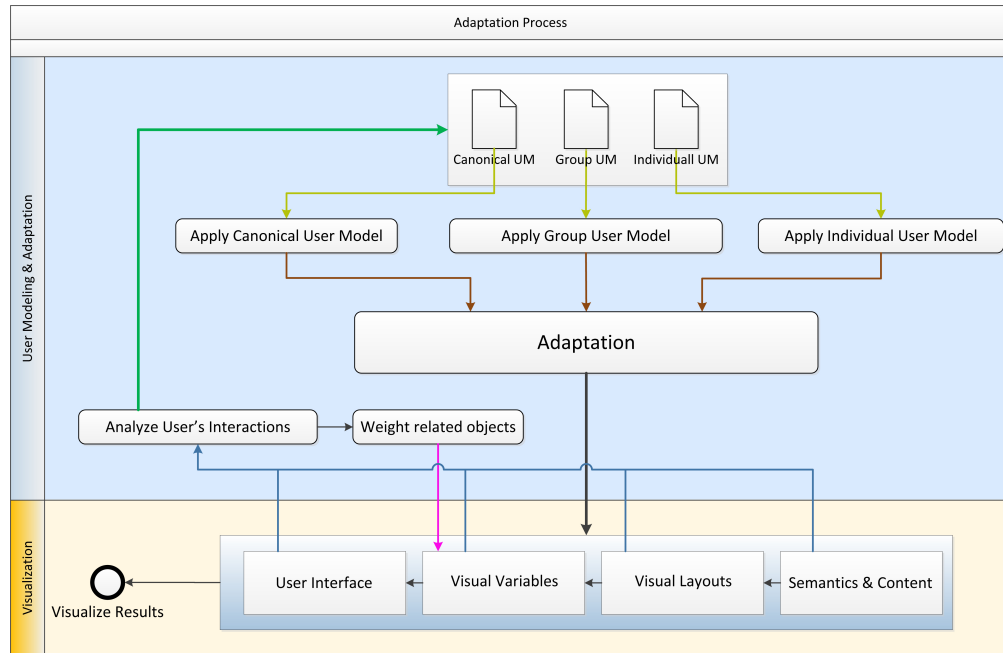 Adaptation Process
User Modeling & Adaptation
Canonical UM
Group UM
Individuall UM
Apply Canonical User Model
Apply Group User Model
Apply Individual User Model
Adaptation
Analyze User's Interactions
Weight related objects
Visualization
Visualize Results
User Interface
Visual Variables
Visual Layouts
Semantics & Content